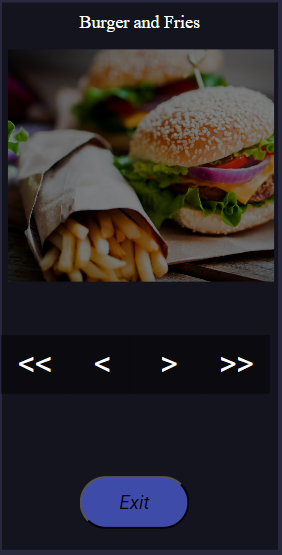 Burger and Fries
<< < > >>
Exit